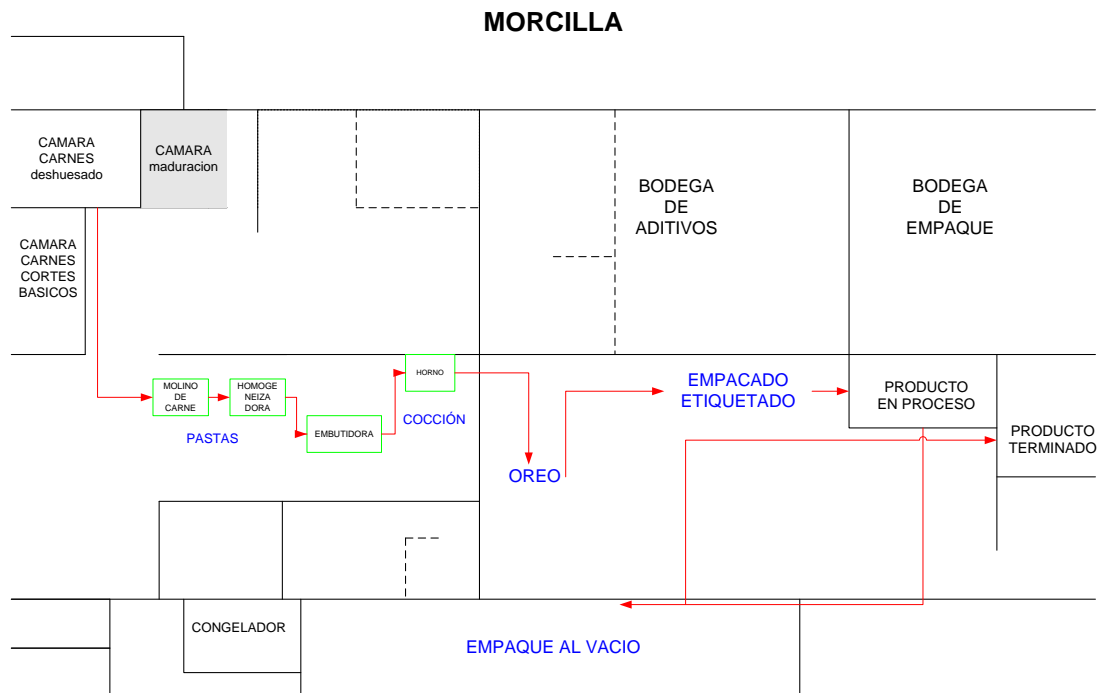 MORCILLA
CAMARA
CARNES
deshuesado
CAMARA
maduracion
BODEGA
DE
ADITIVOS
BODEGA
DE
EMPAQUE
CAMARA
CARNES
CORTES
BASICOS
MOLINO
DE
CARNE
HOMOGE
NEIZA
DORA
EMBUTIDORA
HORNO
PASTAS
COCCIÓN
OREO
EMPACADO
ETIQUETADO
PRODUCTO
EN PROCESO
PRODUCTO
TERMINADO
CONGELADOR
EMPAQUE AL VACIO